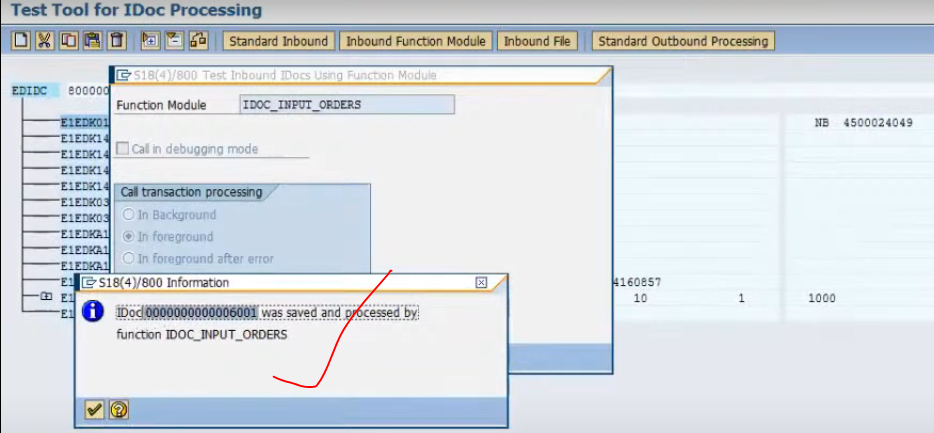 Test Tool for IDoc Processing
Standard Inbound Inbound Function Module Inbound File Standard Outbound Processing
S18(4)/800 Test Inbound IDocs Using Function Module
EDIDC 800000
Function Module IDOC_INPUT_ORDERS
E1EDK01 NB 4500024049
E1EDK14
Call in debugging mode
E1EDK14
E1EDK14
E1EDK14
Call transaction processing
E1EDK03
In Background
E1EDK03
E1EDKA1
In foreground
E1EDKA1
In foreground after error
E1EDKA1
E1 S18(4)/800 Information 4160857
E1 10 1 1000
E1
IDoc 0000000000006001 was saved and processed by
function IDOC_INPUT_ORDERS